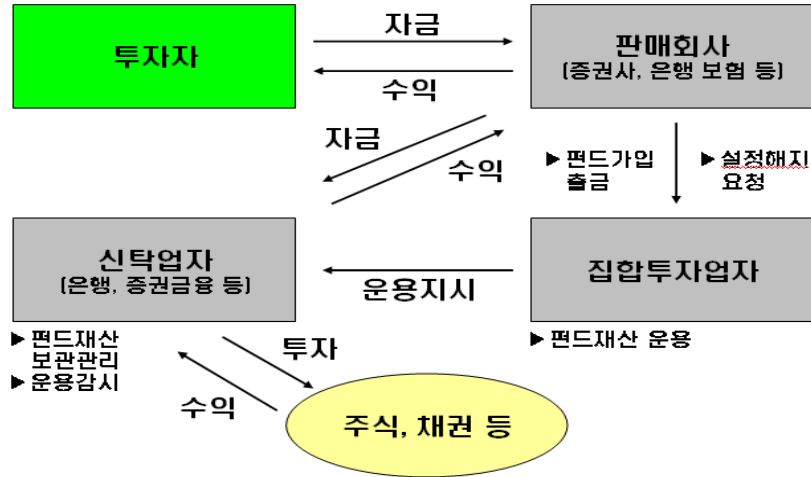 투자자
자금
수익
판매회사
(증권사, 은행 보험 등)
자금
수익
▶ 펀드가입
출금
▶ 설정해지
요청
신탁업자
(은행, 증권금융 등)
운용지시
집합투자업자
▶ 펀드재산
보관관리
▶ 운용감시
▶ 펀드재산 운용
투자
수익
주식, 채권 등